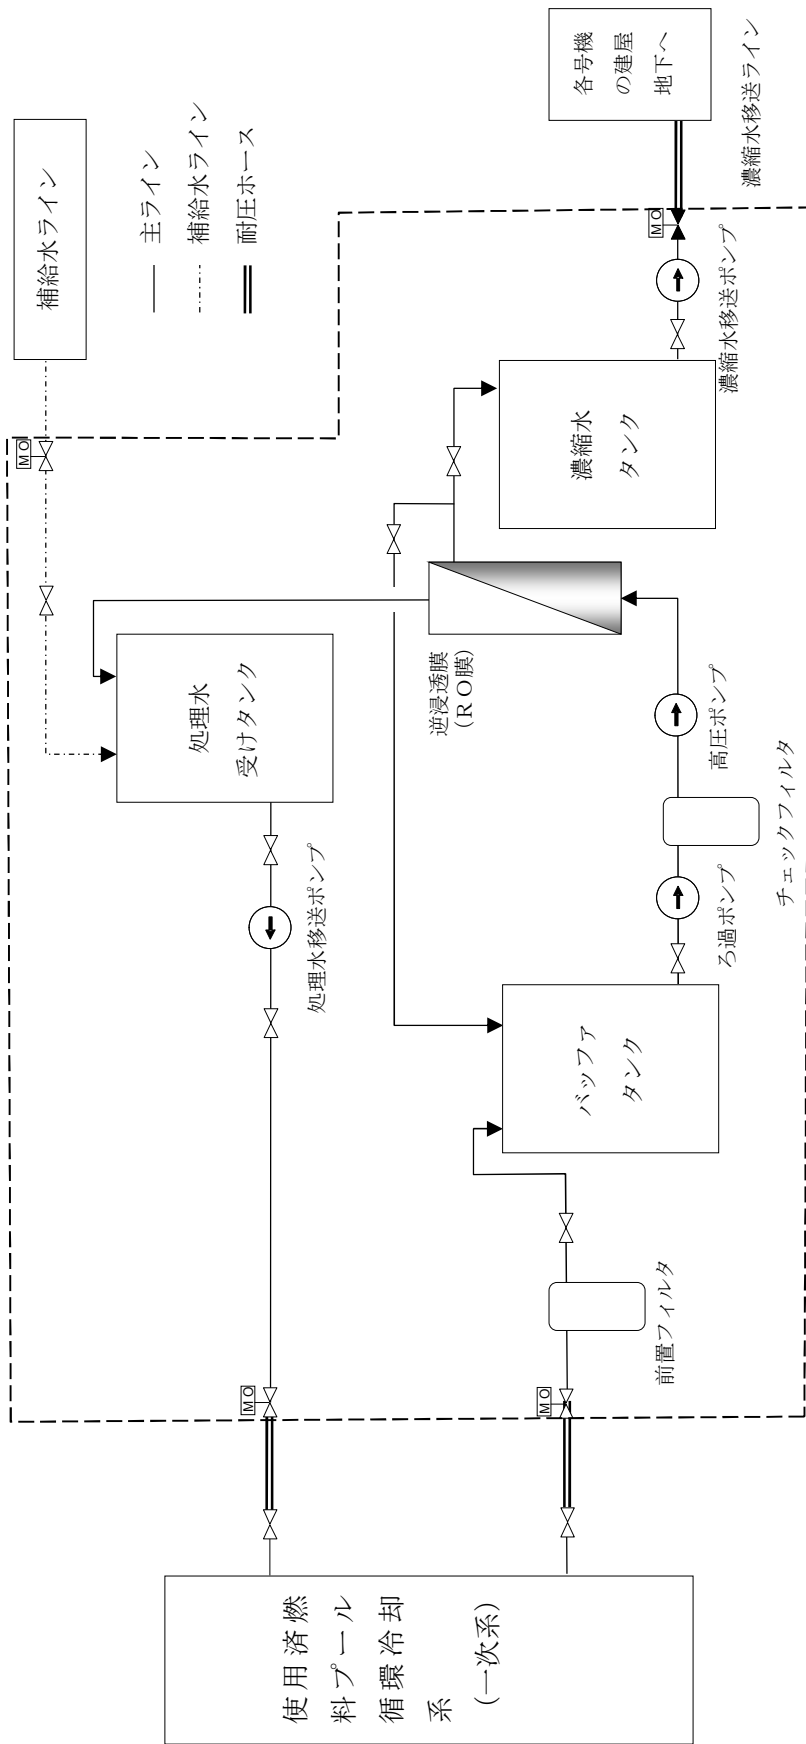 使用済燃
料プール
循環冷却
系
(一次系)
MO
MO
前置フィルタ
バッファ
タンク
ろ過ポンプ
チェックフィルタ
高圧ポンプ
逆浸透膜
(RO膜)
処理水
受けタンク
処理水移送ポンプ
濃縮水
タンク
濃縮水移送ポンプ
MO
各号機
の建屋
地下へ
濃縮水移送ライン
MO
補給水ライン
主ライン
補給水ライン
耐圧ホース